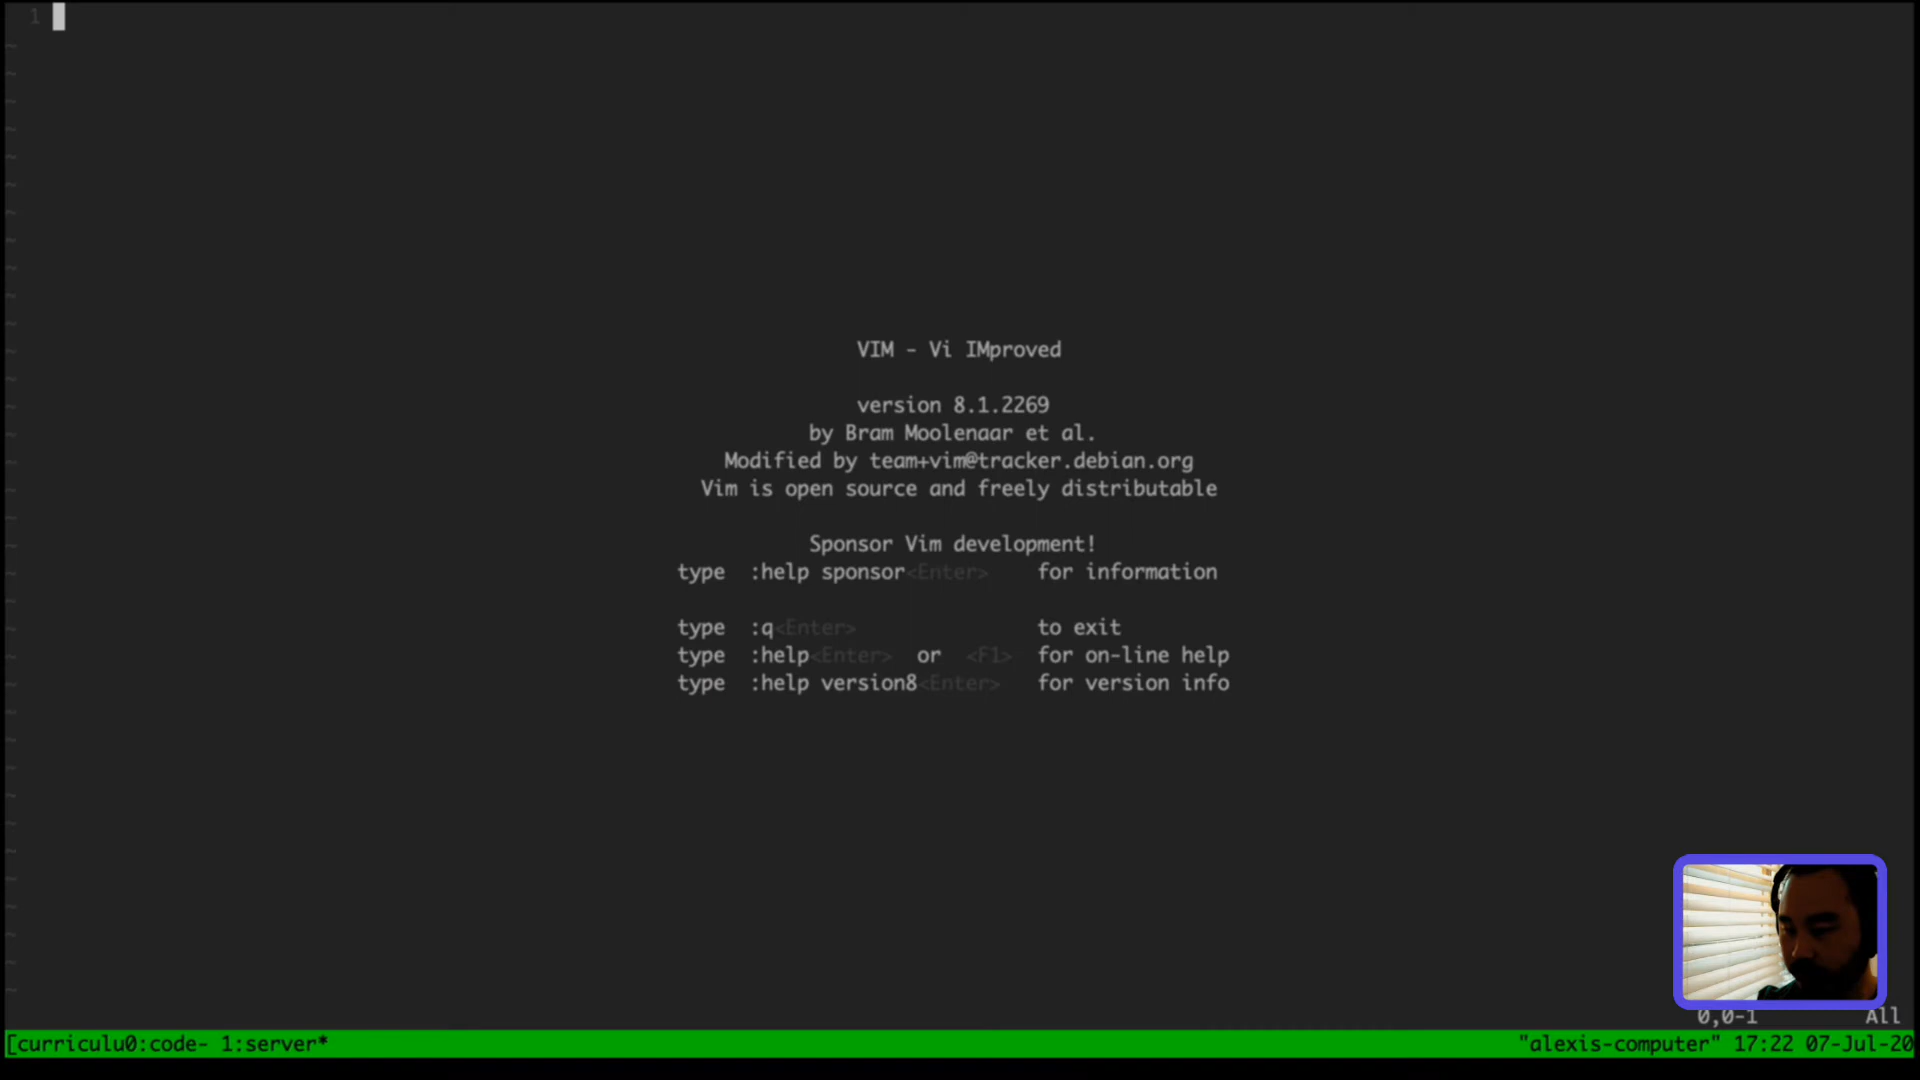 1
~
~
~
~
~
~
~
~
~
~
~
VIM - Vi IMproved
~
~
version 8.1.2269
~
by Bram Moolenaar et al.
~
Modified by team+vim@tracker.debian.org
~
Vim is open source and freely distributable
~
~
Sponsor Vim development!
~
type :help sponsor<Enter> for information
~
~
type :q<Enter> to exit
~
type :help<Enter> or <F1> for on-line help
~
type :help version8<Enter> for version info
~
~
~
~
~
~
~
~
~
~
~
0,0-1 All
[curriculu0:code- 1:server* "alexis-computer" 17:22 07-Jul-20